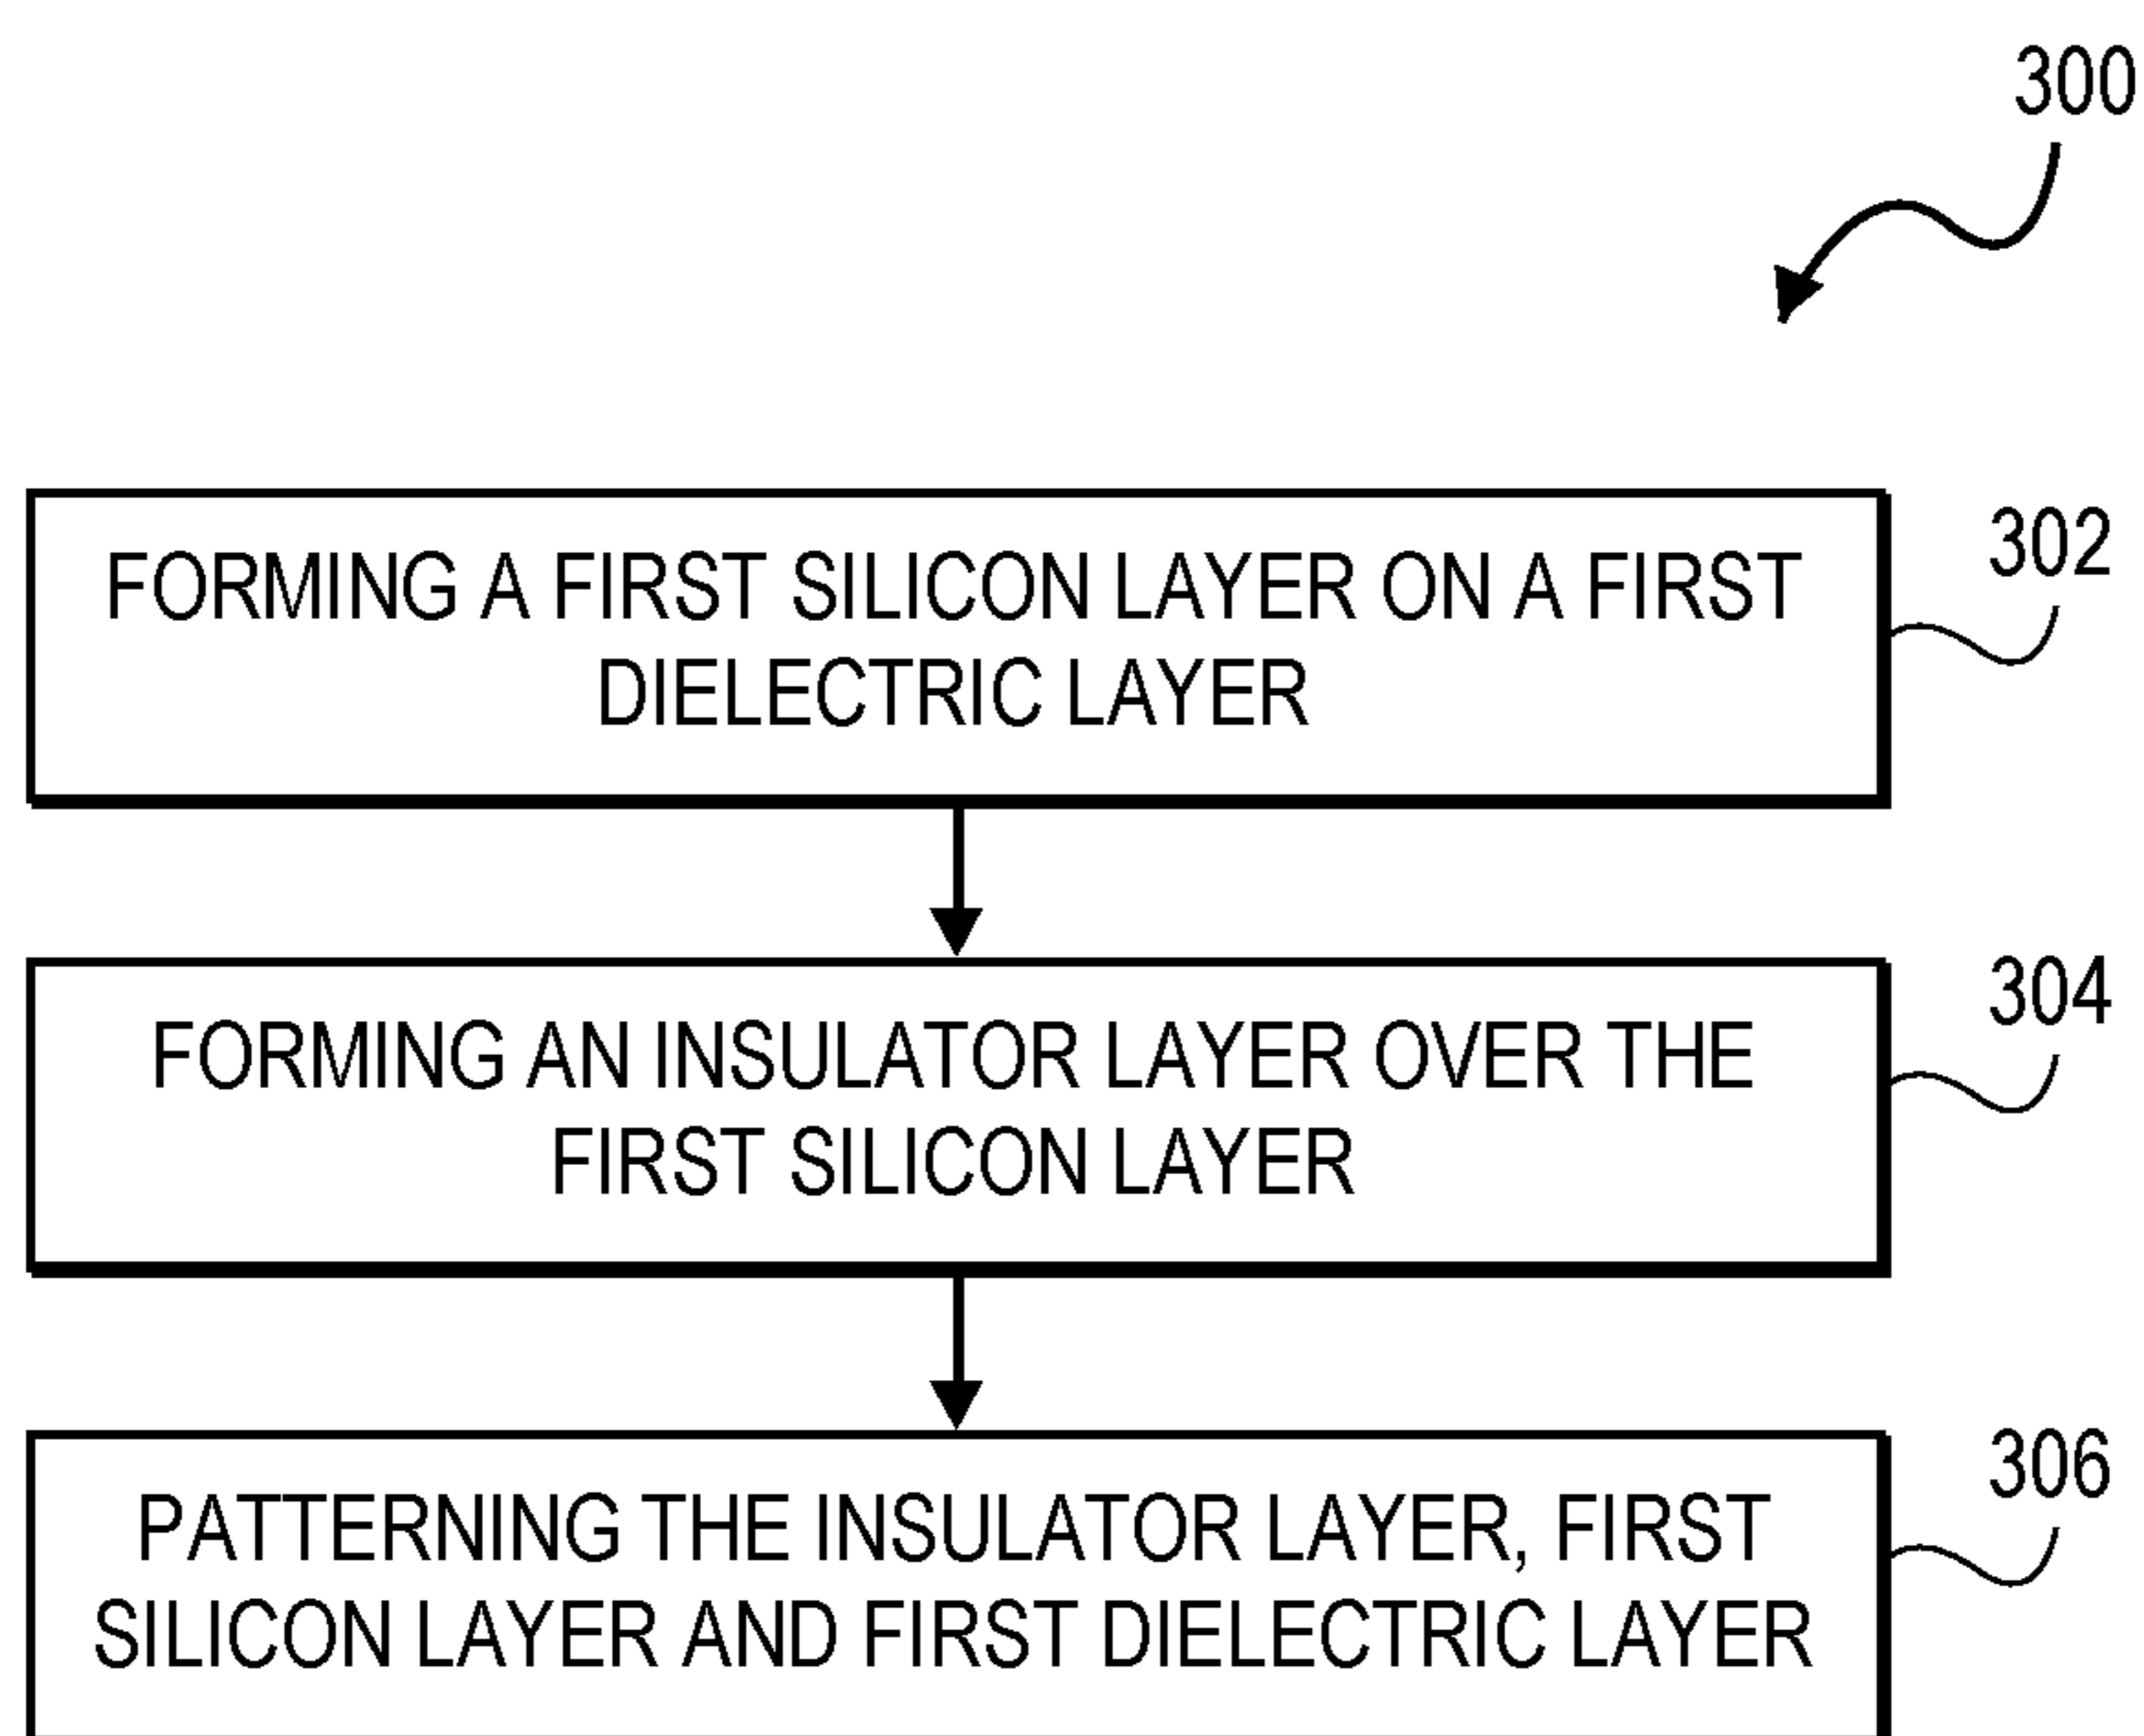 300
302
FORMING A FIRST SILICON LAYER ON A FIRST
DIELECTRIC LAYER
304
FORMING AN INSULATOR LAYER OVER THE
FIRST SILICON LAYER
306
PATTERNING THE INSULATOR LAYER, FIRST
SILICON LAYER AND FIRST DIELECTRIC LAYER